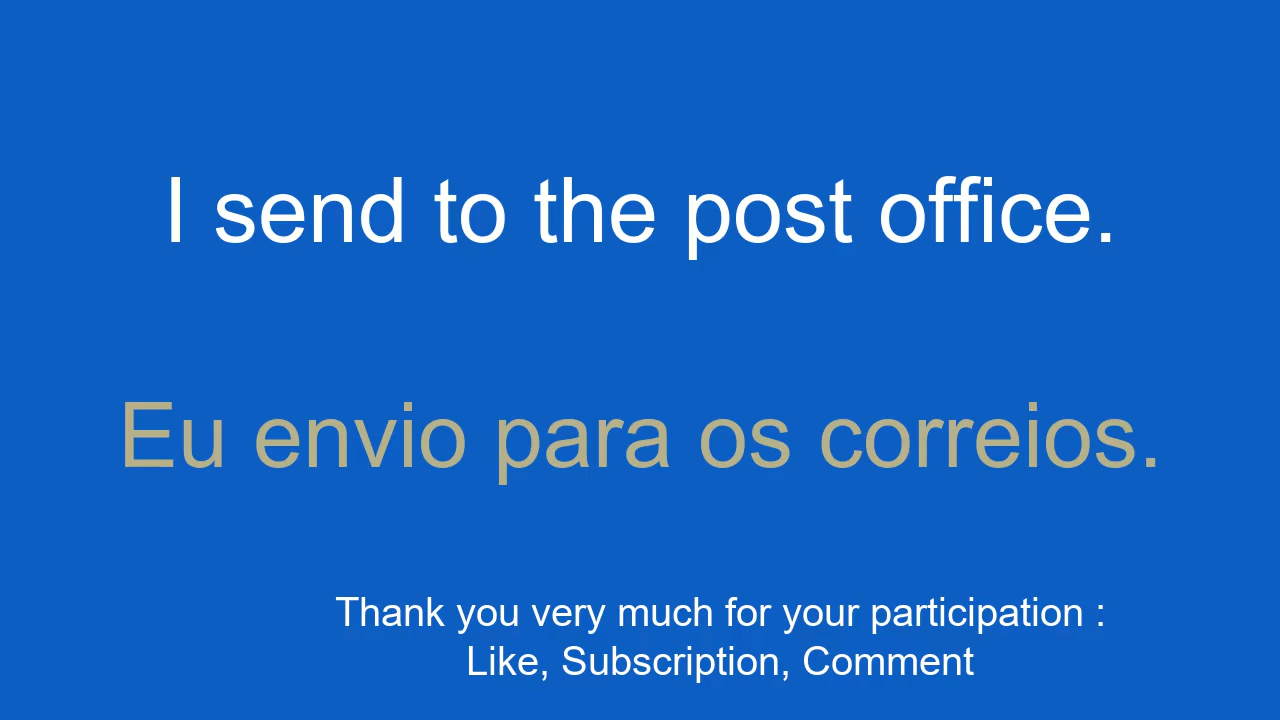 I send to the post office.
Eu envio para os correios.
Thank you very much for your participation :
Like, Subscription, Comment